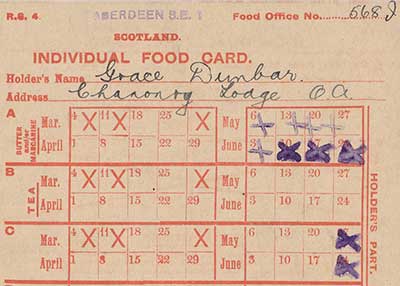 R.S. 4. ABERDEEN S.E. 1 Food Office No. 568 J
SCOTLAND.
INDIVIDUAL FOOD CARD.
Holder's Name Grace Dunbar.
Address Chanonry Lodge O.A.
A BUTTER and/or MARGARINE Mar. 4 11 18 25 May 6 13 20 27
April 1 8 15 22 29 June 3 10 17 24
B TEA Mar. 4 11 18 25 May 6 13 20 27
April 1 8 15 22 29 June 3 10 17 24
C Mar. 4 11 18 25 May 6 13 20
April 1 8 15 22 29 June 3 10 17
HOLDER'S PART.